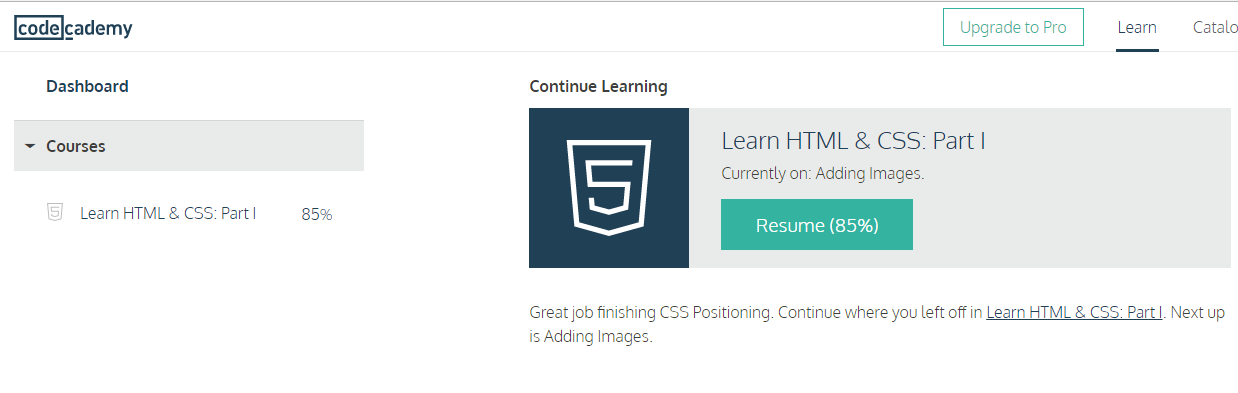 codecademy
Upgrade to Pro
Learn
Catalo
Dashboard
Courses
Learn HTML & CSS: Part I
85%
Continue Learning
5
Learn HTML & CSS: Part I
Currently on: Adding Images.
Resume (85%)
Great job finishing CSS Positioning. Continue where you left off in Learn HTML & CSS: Part I. Next up
is Adding Images.